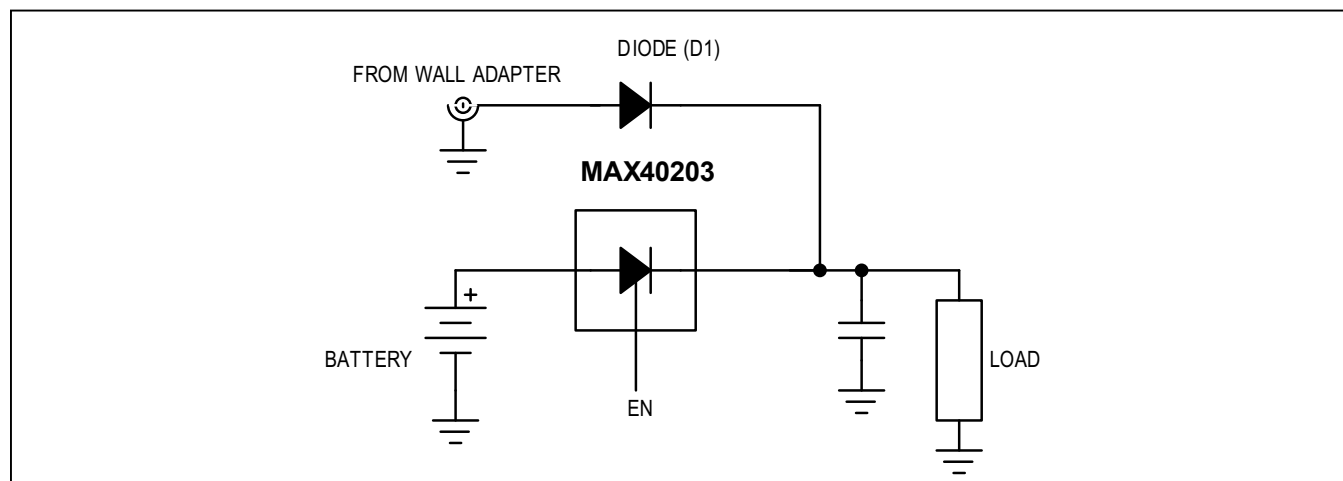 DIODE (D1)
FROM WALL ADAPTER
MAX40203
+
BATTERY
LOAD
EN